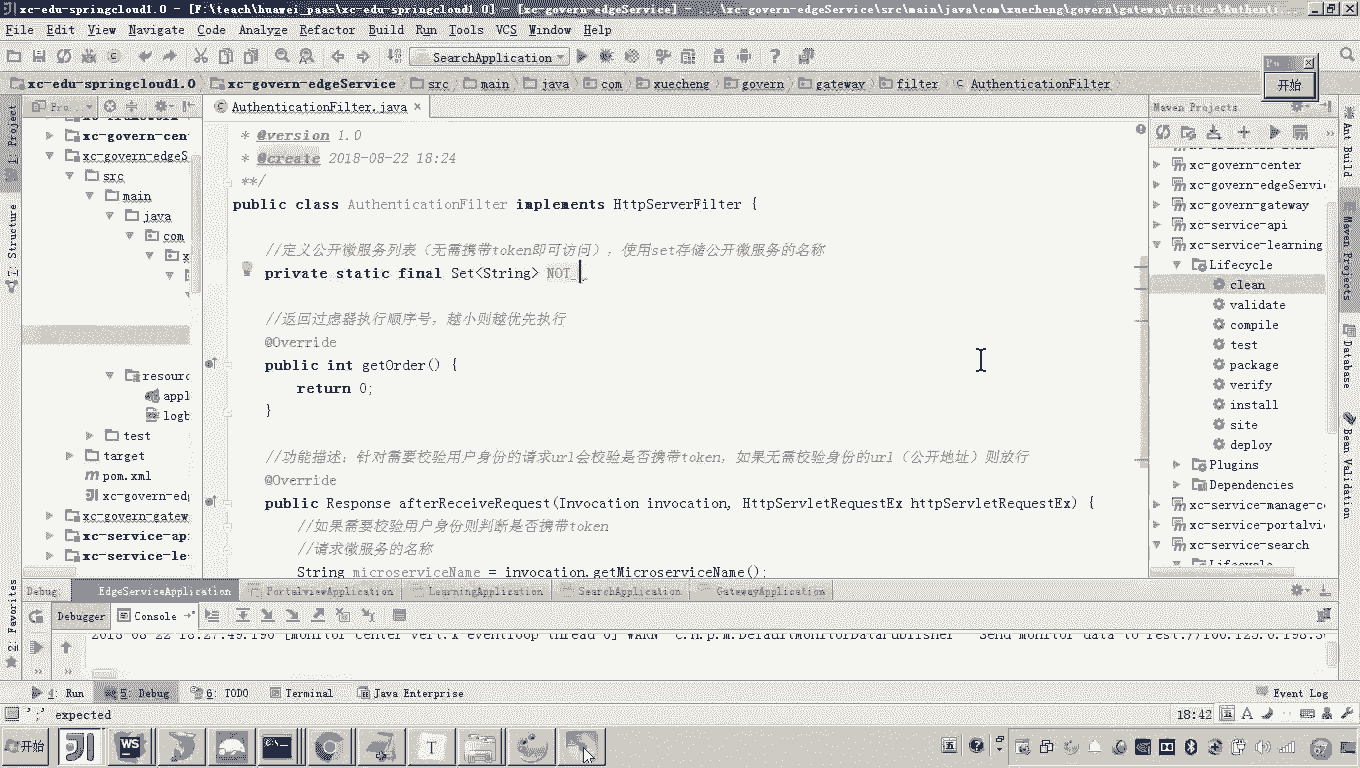 xc-edu-springcloud1.0 - [F:\teach\huawei_paas\xc-edu-springcloud1.0] - [xc-govern-edgeService] - ...\xc-govern-edgeService\src\main\java\com\xuecheng\govern\gateway\filter\Authenti
File Edit View Navigate Code Analyze Refactor Build Run Tools VCS Window Help
SearchApplication
xc-edu-springcloud1.0 xc-govern-edgeService src main java com xuecheng govern gateway filter AuthenticationFilter
开始
1: Project
7: Structure
2: Favorites
Pro...
xc-govern-cen
xc-govern-edgeS
src
main
java
com
x
resourc
appl
logb
test
target
pom.xml
xc-govern-edg
xc-govern-gatew
xc-service-ap
xc-service-le
AuthenticationFilter.java
* @version 1.0
* @create 2018-08-22 18:24
**/
public class AuthenticationFilter implements HttpServerFilter {
//定义公开微服务列表（无需携带token即可访问），使用set存储公开微服务的名称
private static final Set<String> NOT_
//返回过虑器执行顺序号，越小则越优先执行
@Override
public int getOrder() {
return 0;
}
//功能描述：针对需要校验用户身份的请求url会校验是否携带token，如果无需校验身份的url（公开地址）则放行
@Override
public Response afterReceiveRequest(Invocation invocation, HttpServletRequestEx httpServletRequestEx) {
//如果需要校验用户身份则判断是否携带token
//请求微服务的名称
String microserviceName = invocation.getMicroserviceName();
Maven Projects
xc-govern-center
xc-govern-edgeServi
xc-govern-gateway
xc-service-api
xc-service-learning
Lifecycle
clean
validate
compile
test
package
verify
install
site
deploy
Plugins
Dependencies
xc-service-manage-c
xc-service-portalvi
xc-service-search
Lifecycle
Ant Build
Maven Projects
Database
Bean Validation
Debug: EdgeServiceApplication PortalviewApplication LearningApplication SearchApplication GatewayApplication
Debugger Console
2018-08-22 18:27:49.190 [monitor Center vert.x eventloop thread 0] WARN c.h.p.m.DefaultMonitorDataPublisher
4: Run 5: Debug 6: TODO Terminal Java Enterprise Event Log
';' expected
18:42
五 A
开始
WS
T
五